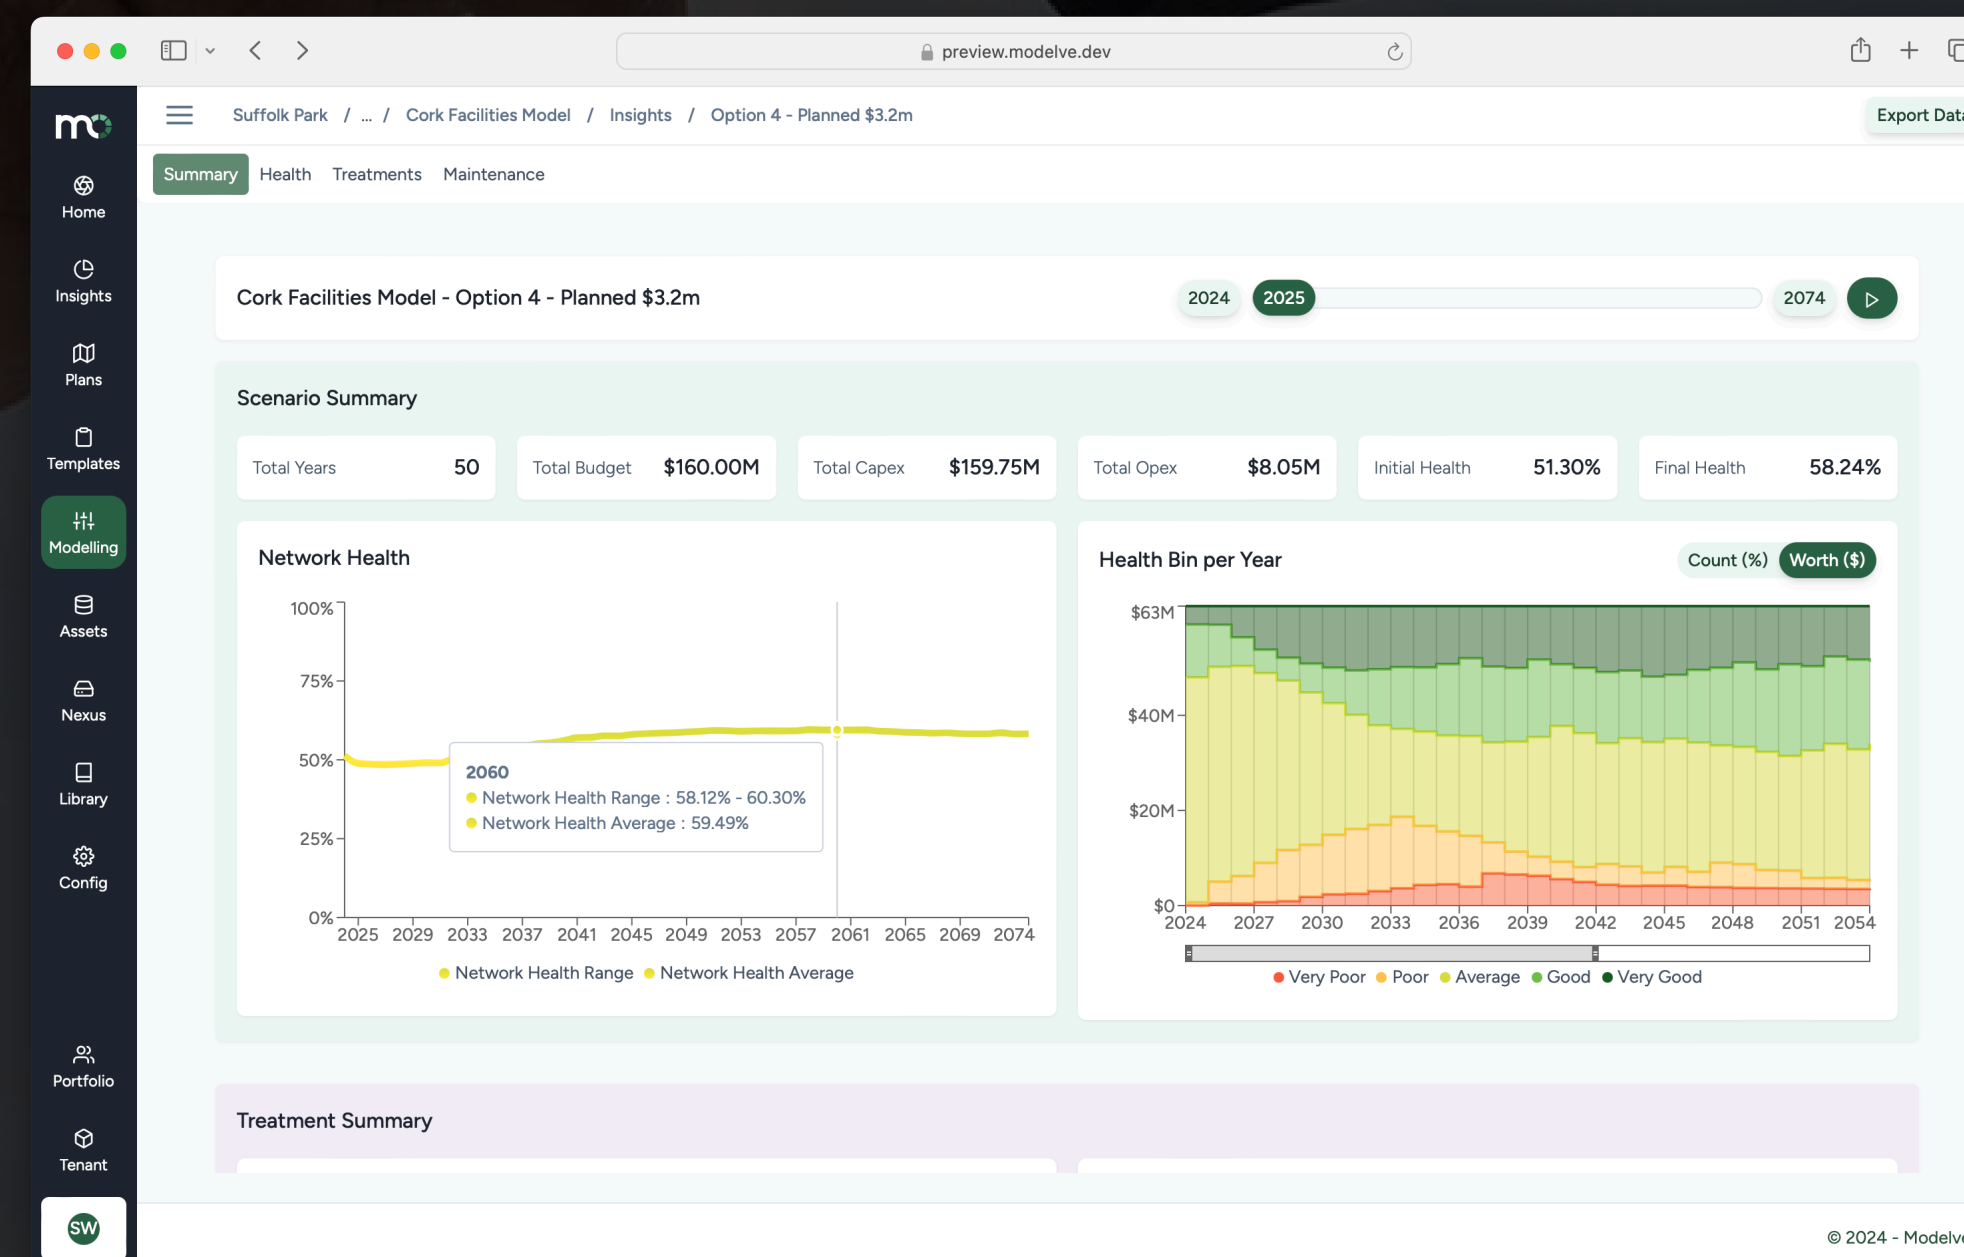 preview.modelve.dev
mo
Suffolk Park / ... / Cork Facilities Model / Insights / Option 4 - Planned $3.2m
Export Data
Summary Health Treatments Maintenance
Home
Insights
Plans
Templates
Modelling
Assets
Nexus
Library
Config
Portfolio
Tenant
SW
Cork Facilities Model - Option 4 - Planned $3.2m
2024 2025 2074
Scenario Summary
Total Years 50
Total Budget $160.00M
Total Capex $159.75M
Total Opex $8.05M
Initial Health 51.30%
Final Health 58.24%
Network Health
100%
75%
50%
25%
0%
2060
Network Health Range : 58.12% - 60.30%
Network Health Average : 59.49%
2025 2029 2033 2037 2041 2045 2049 2053 2057 2061 2065 2069 2074
Network Health Range Network Health Average
Health Bin per Year
Count (%) Worth ($)
$63M
$40M
$20M
$0
2024 2027 2030 2033 2036 2039 2042 2045 2048 2051 2054
Very Poor Poor Average Good Very Good
Treatment Summary
© 2024 - Modelve